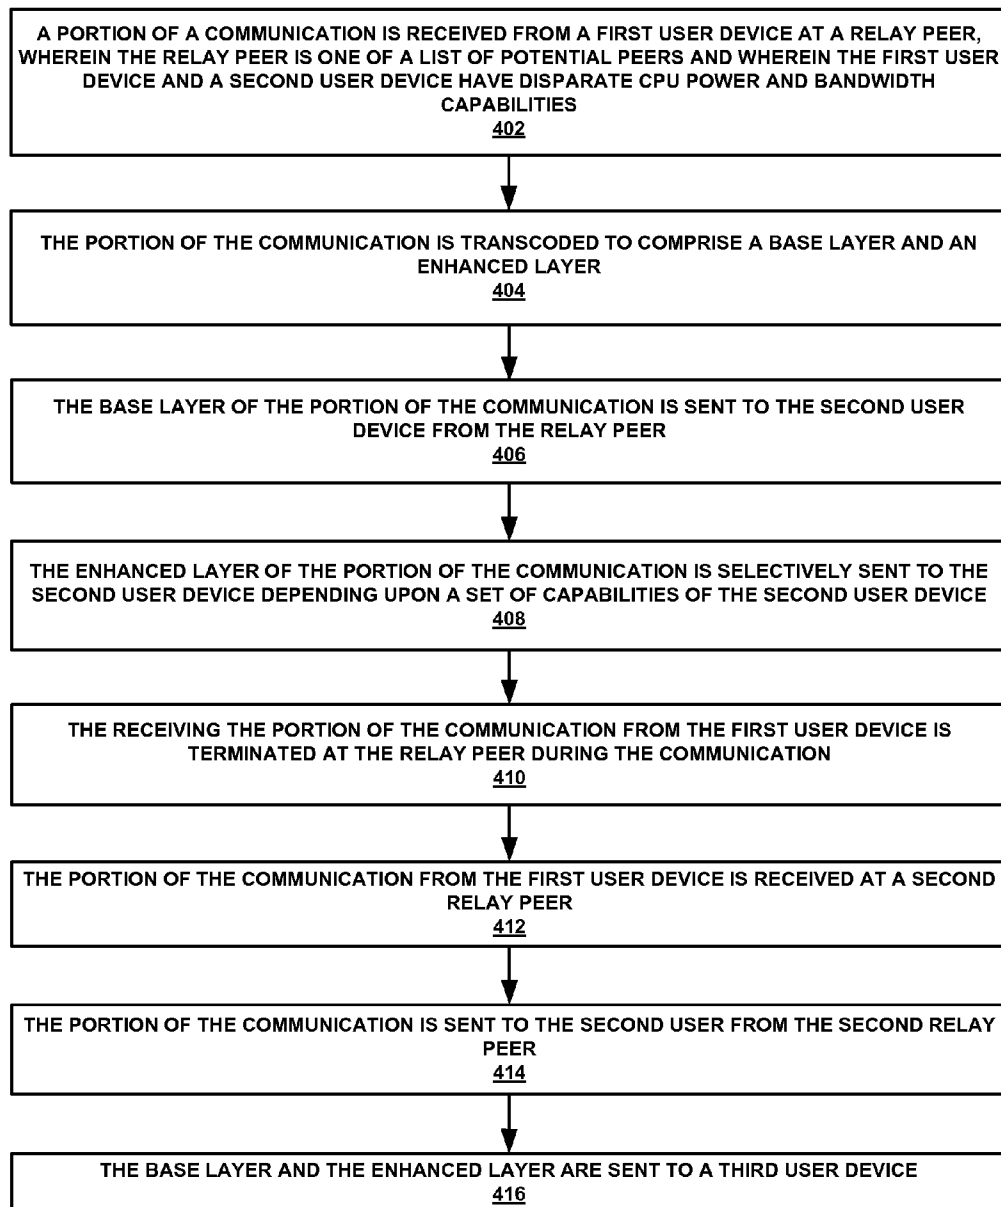 A PORTION OF A COMMUNICATION IS RECEIVED FROM A FIRST USER DEVICE AT A RELAY PEER,
WHEREIN THE RELAY PEER IS ONE OF A LIST OF POTENTIAL PEERS AND WHEREIN THE FIRST USER
DEVICE AND A SECOND USER DEVICE HAVE DISPARATE CPU POWER AND BANDWIDTH
CAPABILITIES
402
THE PORTION OF THE COMMUNICATION IS TRANSCODED TO COMPRISE A BASE LAYER AND AN
ENHANCED LAYER
404
THE BASE LAYER OF THE PORTION OF THE COMMUNICATION IS SENT TO THE SECOND USER
DEVICE FROM THE RELAY PEER
406
THE ENHANCED LAYER OF THE PORTION OF THE COMMUNICATION IS SELECTIVELY SENT TO THE
SECOND USER DEVICE DEPENDING UPON A SET OF CAPABILITIES OF THE SECOND USER DEVICE
408
THE RECEIVING THE PORTION OF THE COMMUNICATION FROM THE FIRST USER DEVICE IS
TERMINATED AT THE RELAY PEER DURING THE COMMUNICATION
410
THE PORTION OF THE COMMUNICATION FROM THE FIRST USER DEVICE IS RECEIVED AT A SECOND
RELAY PEER
412
THE PORTION OF THE COMMUNICATION IS SENT TO THE SECOND USER FROM THE SECOND RELAY
PEER
414
THE BASE LAYER AND THE ENHANCED LAYER ARE SENT TO A THIRD USER DEVICE
416